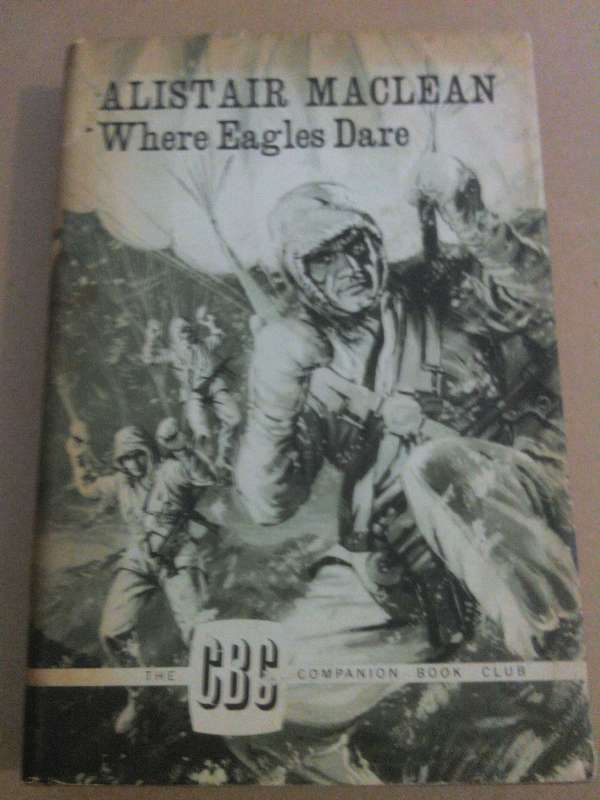 ALISTAIR MACLEAN
Where Eagles Dare
THE CBC COMPANION BOOK CLUB